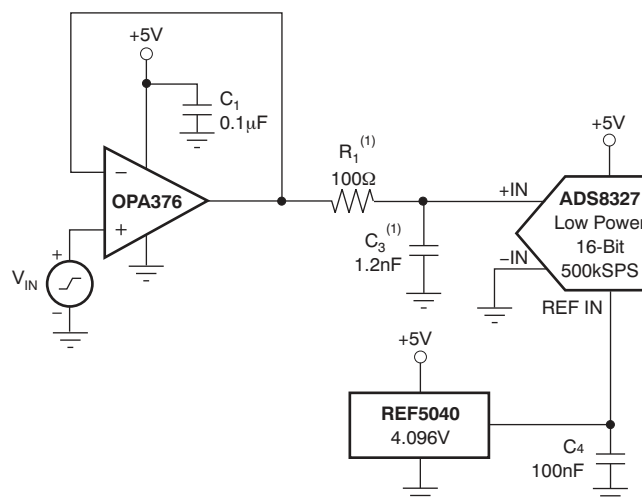 +5V
C1
0.1μF
R1(1)
100Ω
+5V
−
OPA376
+
+IN
ADS8327
Low Power
16-Bit
500kSPS
C3(1)
1.2nF
−IN
+
VIN
−
REF IN
+5V
REF5040
4.096V
C4
100nF